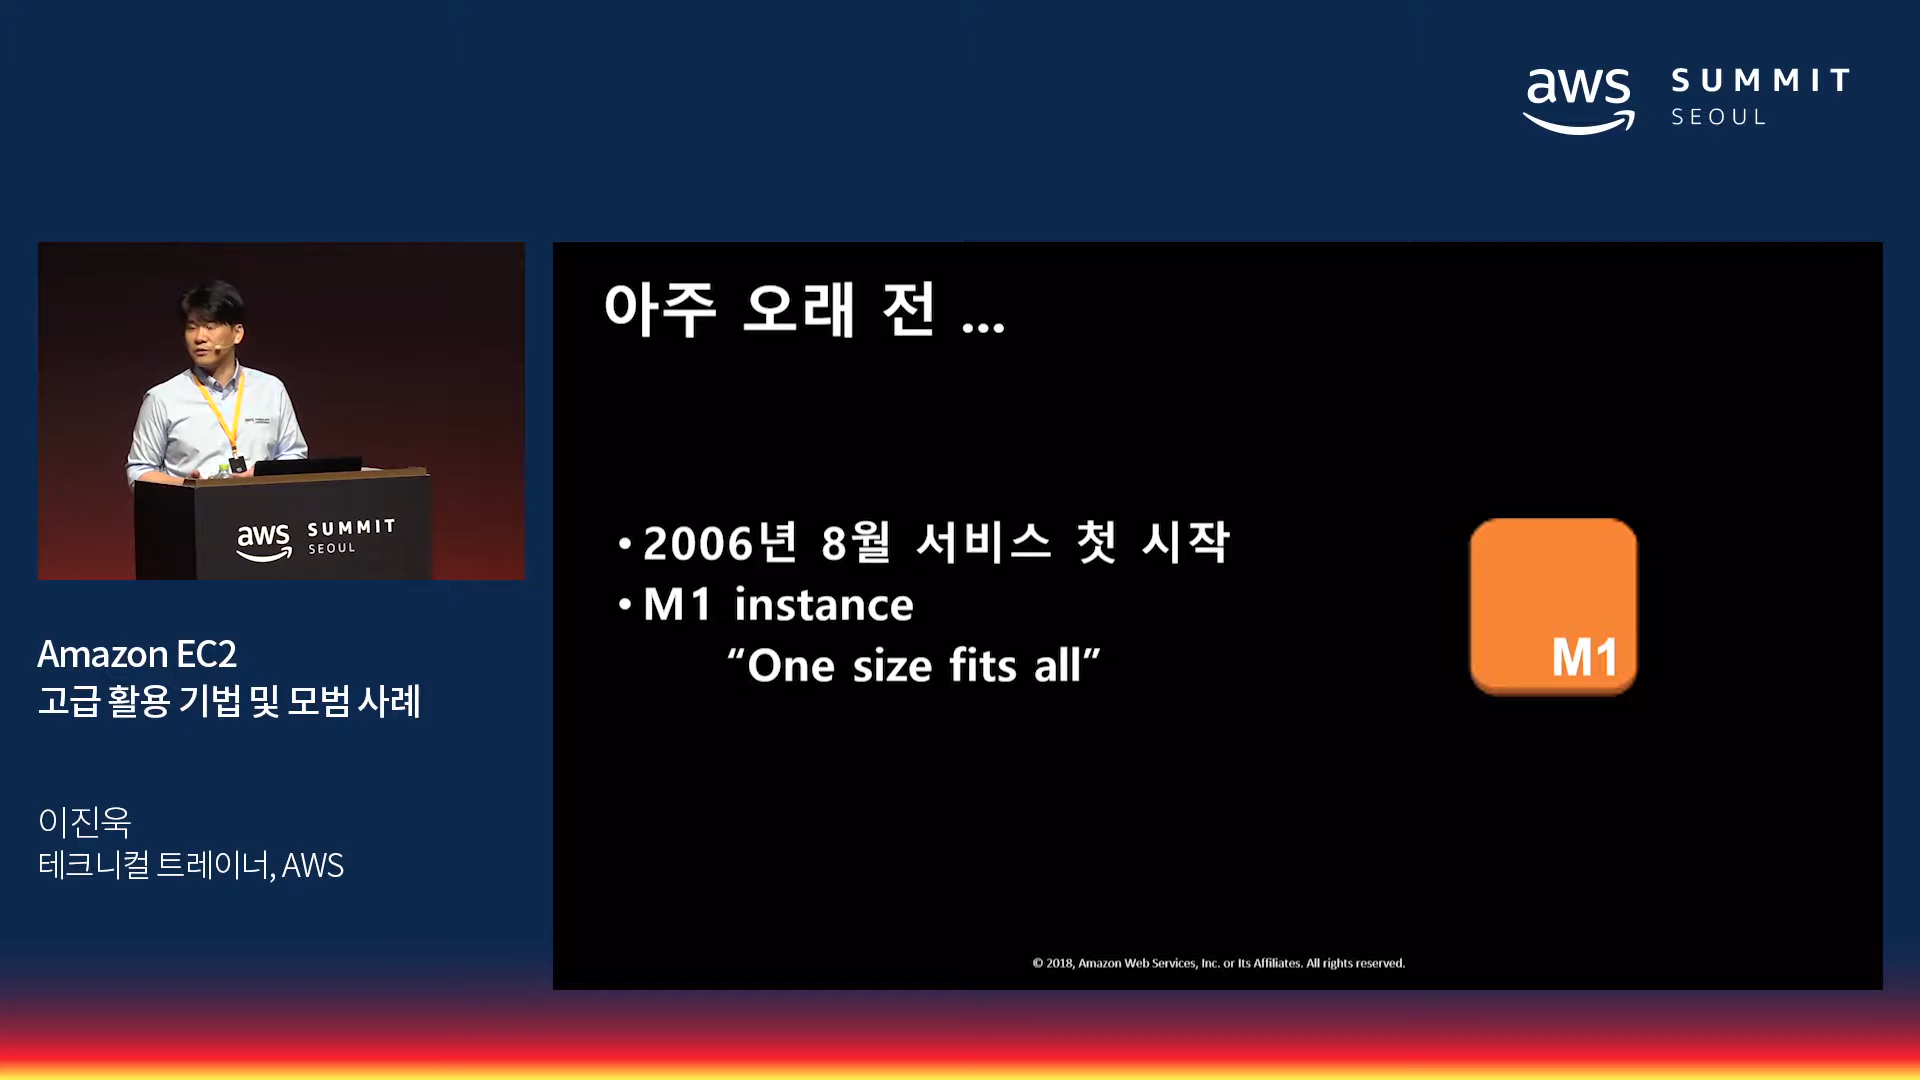 aws SUMMIT
SEOUL
아주 오래 전 ...
• 2006년 8월 서비스 첫 시작
• M1 instance
“One size fits all”
M1
© 2018, Amazon Web Services, Inc. or Its Affiliates. All rights reserved.
aws SUMMIT
SEOUL
Amazon EC2
고급 활용 기법 및 모범 사례
이진욱
테크니컬 트레이너, AWS